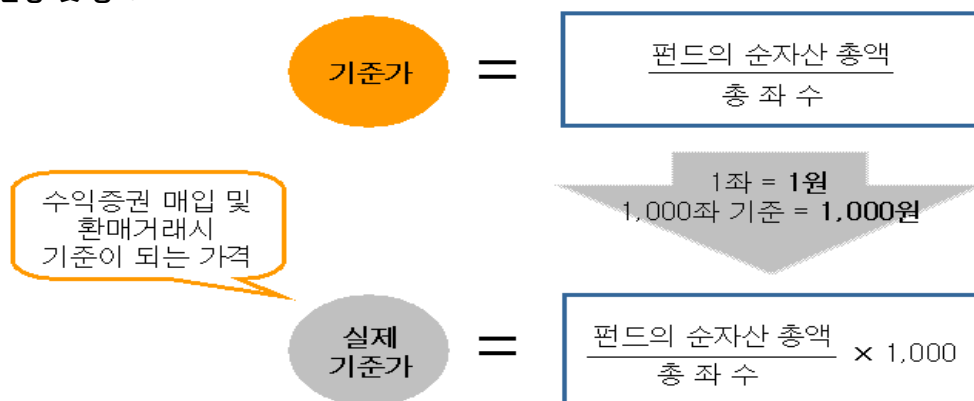 기준가
=
펀드의 순자산 총액
총 좌 수
1좌 = 1원
1,000좌 기준 = 1,000원
수익증권 매입 및
환매거래시
기준이 되는 가격
실제
기준가
=
펀드의 순자산 총액
총 좌 수
× 1,000